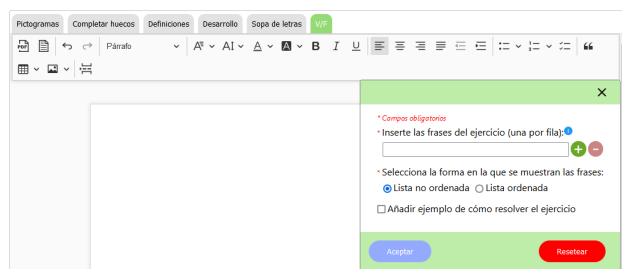 Pictogramas Completar huecos Definiciones Desarrollo Sopa de letras V/F
PDF Párrafo A AI A A B I U
* Campos obligatorios
* Inserte las frases del ejercicio (una por fila):
* Selecciona la forma en la que se muestran las frases:
Lista no ordenada Lista ordenada
Añadir ejemplo de cómo resolver el ejercicio
Aceptar Resetear